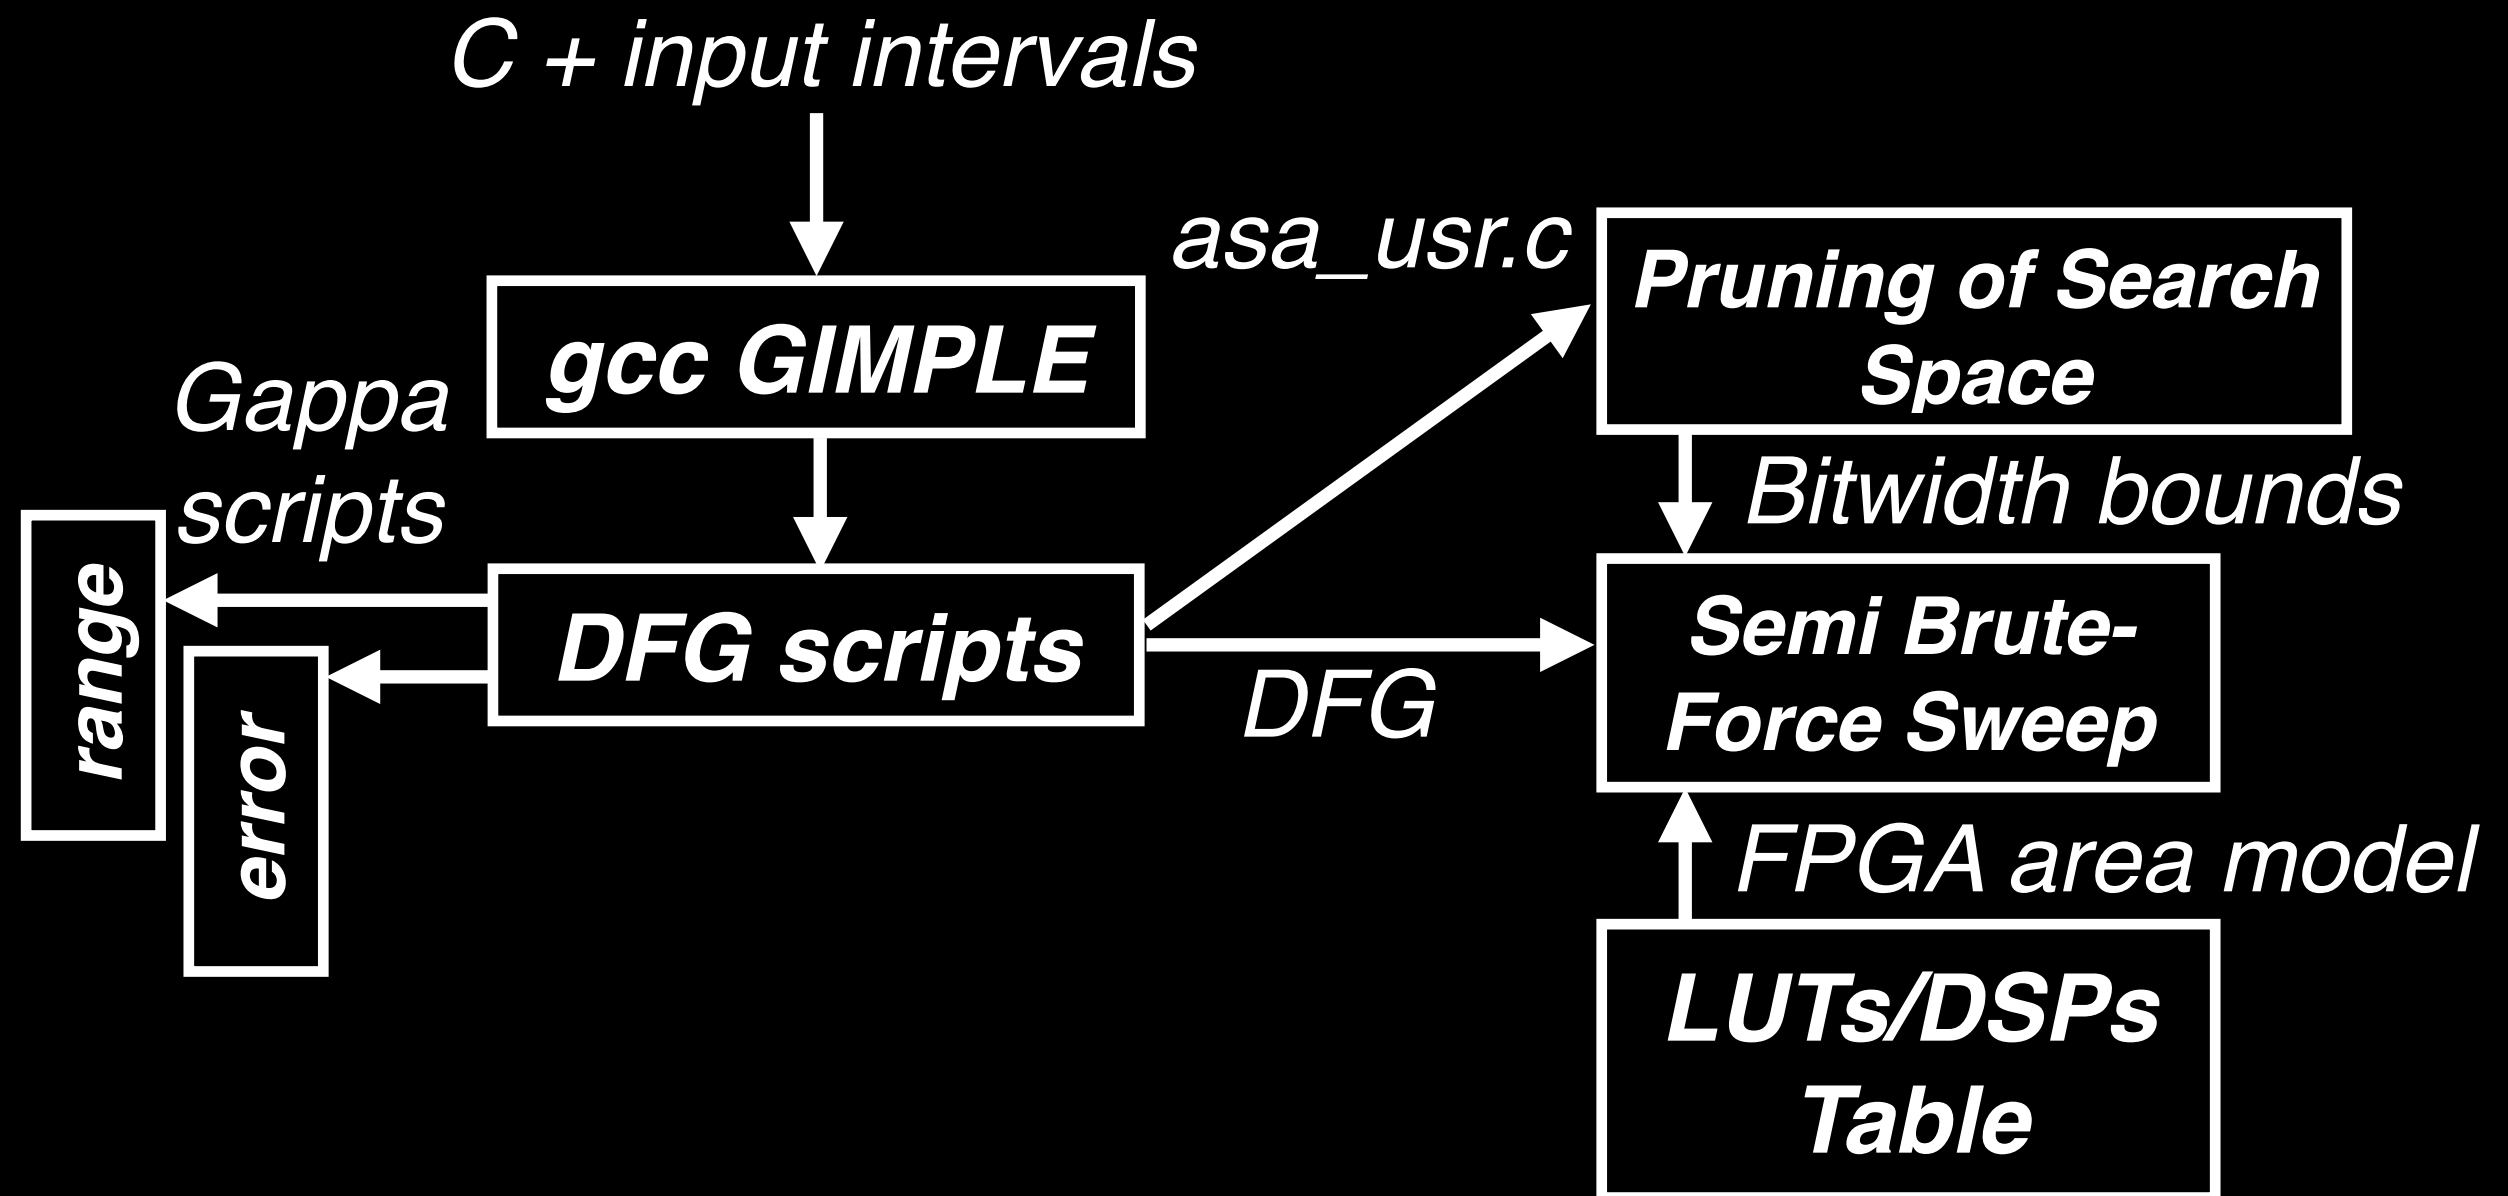 C + input intervals
gcc GIMPLE
Gappa
scripts
range
error
DFG scripts
asa_usr.c
DFG
Pruning of Search
Space
Bitwidth bounds
Semi Brute-
Force Sweep
FPGA area model
LUTs/DSPs
Table